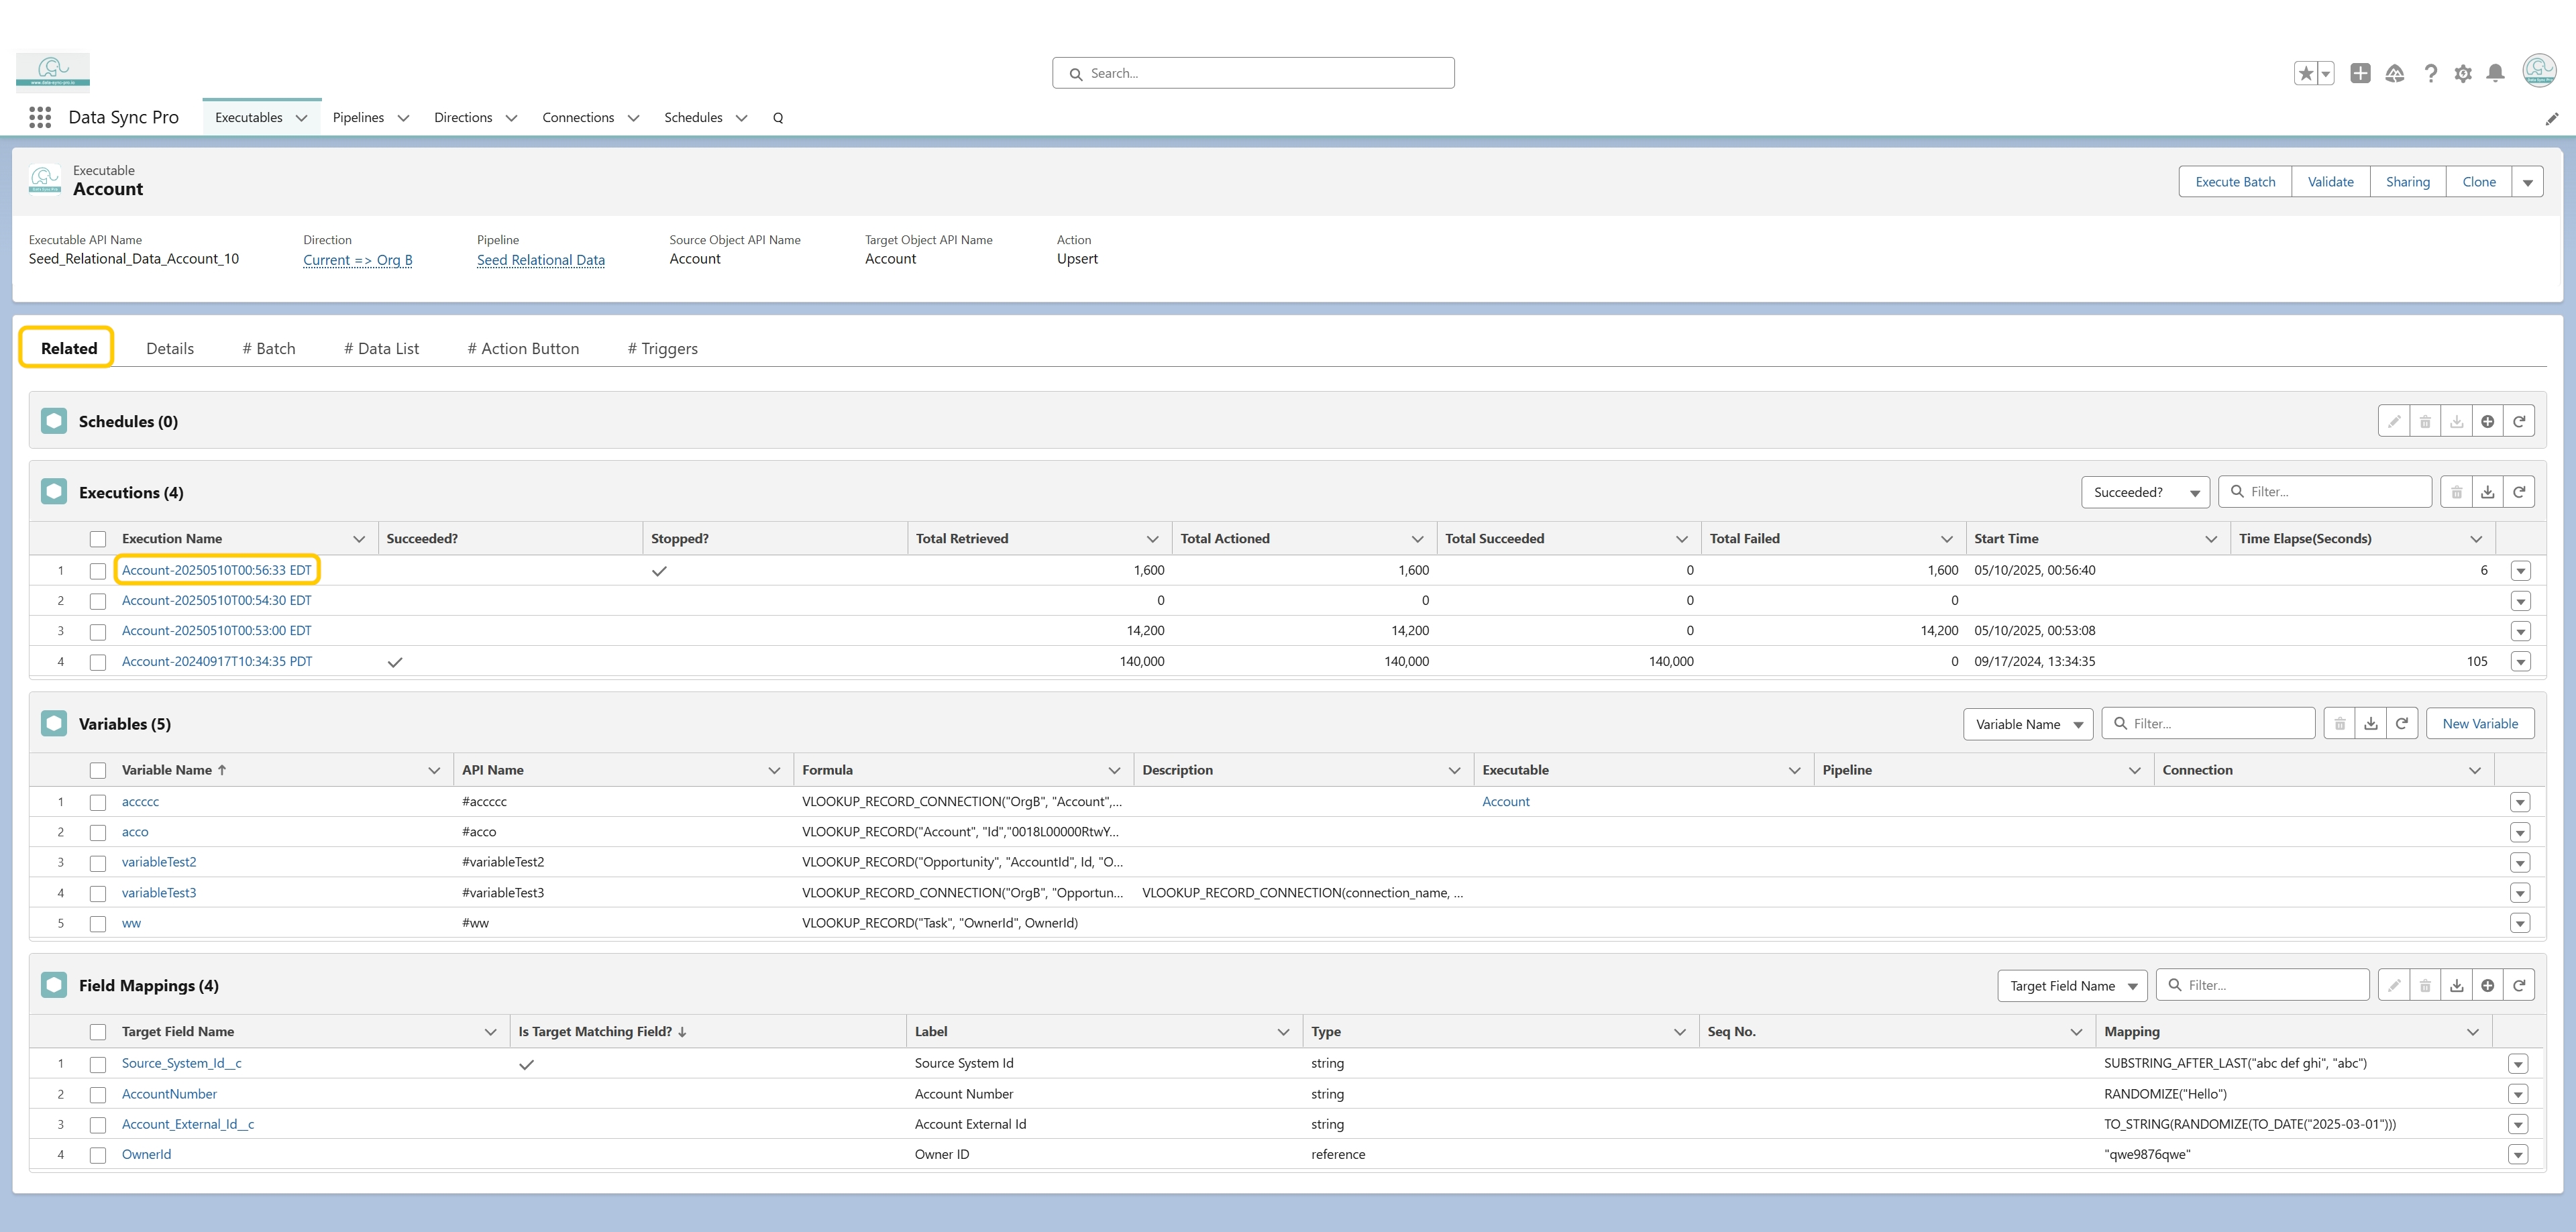 www.data-sync-pro.io
Search...
Data Sync Pro
Executables Pipelines Directions Connections Schedules Q
Executable
Account
Execute Batch Validate Sharing Clone
Executable API Name Direction Pipeline Source Object API Name Target Object API Name Action
Seed_Relational_Data_Account_10 Current => Org B Seed Relational Data Account Account Upsert
Related Details # Batch # Data List # Action Button # Triggers
Schedules (0)
Executions (4) Succeeded? Filter...
Execution Name Succeeded? Stopped? Total Retrieved Total Actioned Total Succeeded Total Failed Start Time Time Elapse(Seconds)
1 Account-20250510T00:56:33 EDT 1,600 1,600 0 1,600 05/10/2025, 00:56:40 6
2 Account-20250510T00:54:30 EDT 0 0 0 0
3 Account-20250510T00:53:00 EDT 14,200 14,200 0 14,200 05/10/2025, 00:53:08
4 Account-20240917T10:34:35 PDT 140,000 140,000 140,000 0 09/17/2024, 13:34:35 105
Variables (5) Variable Name Filter... New Variable
Variable Name API Name Formula Description Executable Pipeline Connection
1 accccc #accccc VLOOKUP_RECORD_CONNECTION("OrgB", "Account",... Account
2 acco #acco VLOOKUP_RECORD("Account", "Id","0018L00000RtwY...
3 variableTest2 #variableTest2 VLOOKUP_RECORD("Opportunity", "AccountId", Id, "O...
4 variableTest3 #variableTest3 VLOOKUP_RECORD_CONNECTION("OrgB", "Opportun... VLOOKUP_RECORD_CONNECTION(connection_name, ...
5 ww #ww VLOOKUP_RECORD("Task", "OwnerId", OwnerId)
Field Mappings (4) Target Field Name Filter...
Target Field Name Is Target Matching Field? Label Type Seq No. Mapping
1 Source_System_Id__c Source System Id string SUBSTRING_AFTER_LAST("abc def ghi", "abc")
2 AccountNumber Account Number string RANDOMIZE("Hello")
3 Account_External_Id__c Account External Id string TO_STRING(RANDOMIZE(TO_DATE("2025-03-01")))
4 OwnerId Owner ID reference "qwe9876qwe"